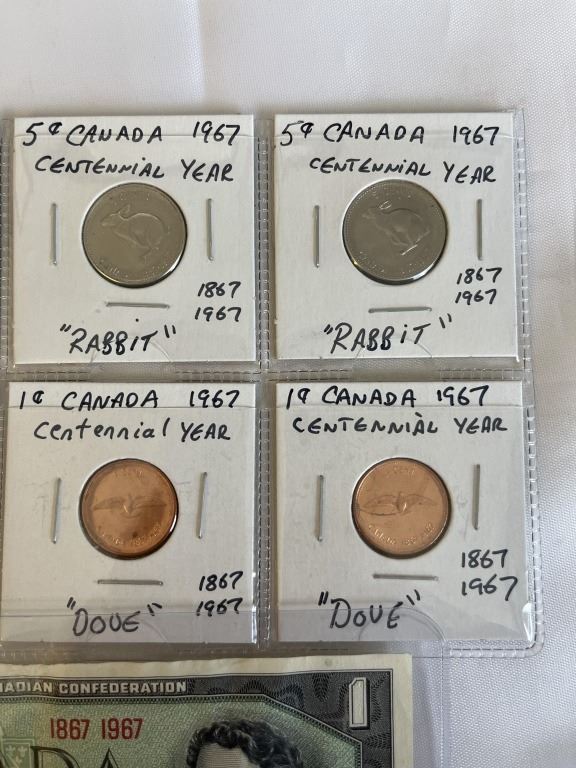 5¢ CANADA 1967
CENTENNIAL YEAR
1867
1967
"RABBIT"
5¢ CANADA 1967
CENTENNIAL YEAR
1867
1967
"RABBIT"
1¢ CANADA 1967
Centennial YEAR
1867
1967
"DOVE"
1¢ CANADA 1967
CENTENNIAL YEAR
1867
1967
"DOVE"
ADIAN CONFEDERATION
1867 1967
1